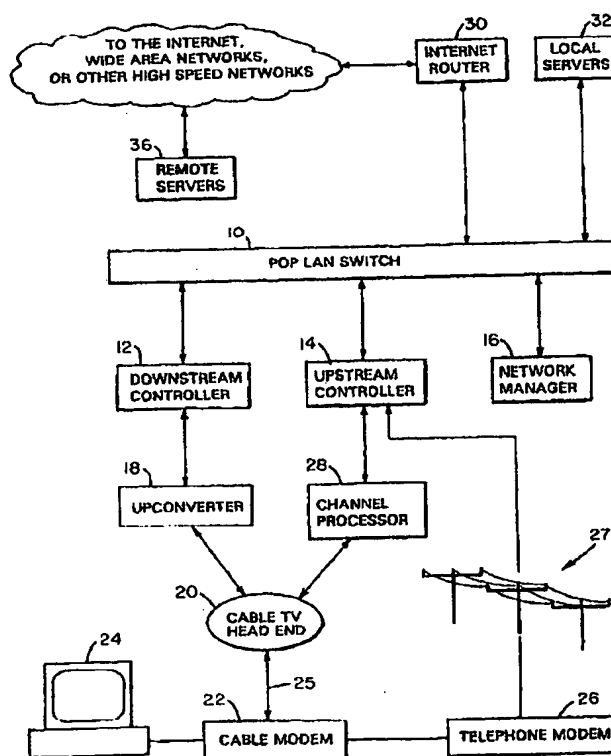 TO THE INTERNET,
WIDE AREA NETWORKS,
OR OTHER HIGH SPEED NETWORKS
30
INTERNET
ROUTER
32
LOCAL
SERVERS
36
REMOTE
SERVERS
10
POP LAN SWITCH
12
DOWNSTREAM
CONTROLLER
14
UPSTREAM
CONTROLLER
16
NETWORK
MANAGER
18
UPCONVERTER
28
CHANNEL
PROCESSOR
27
20
CABLE TV
HEAD END
24
25
22
CABLE MODEM
26
TELEPHONE MODEM